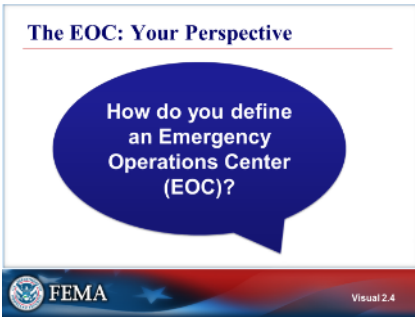 The EOC: Your Perspective
How do you define
an Emergency
Operations Center
(EOC)?
FEMA
Visual 2.4